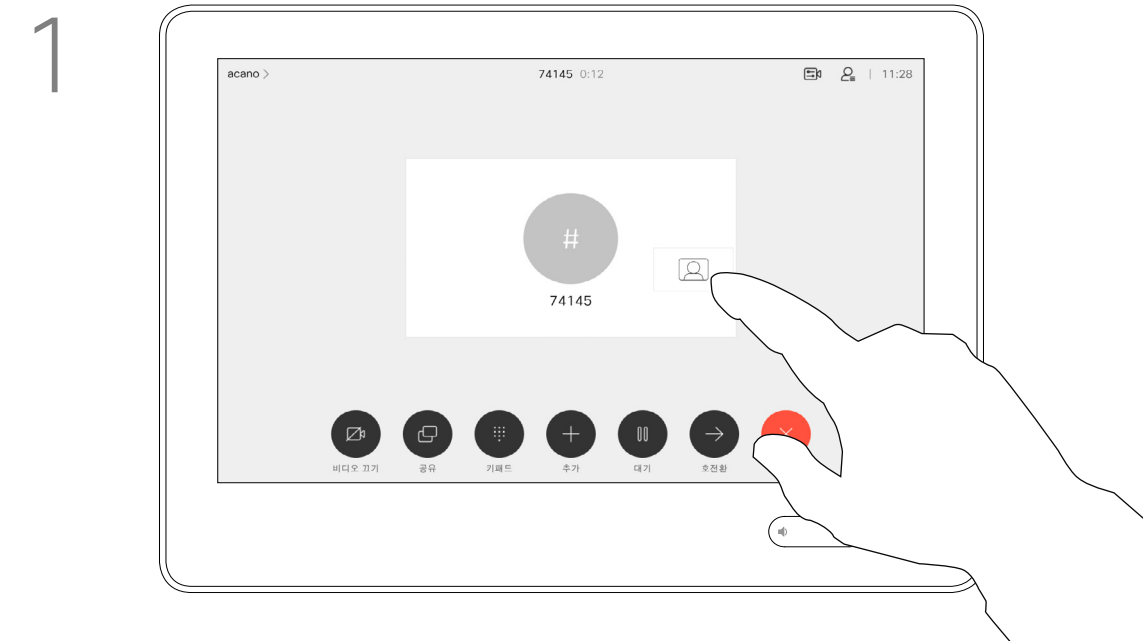 1
acano >
74145 0:12
11:28
#
74145
비디오 끄기
공유
키패드
추가
대기
호전환